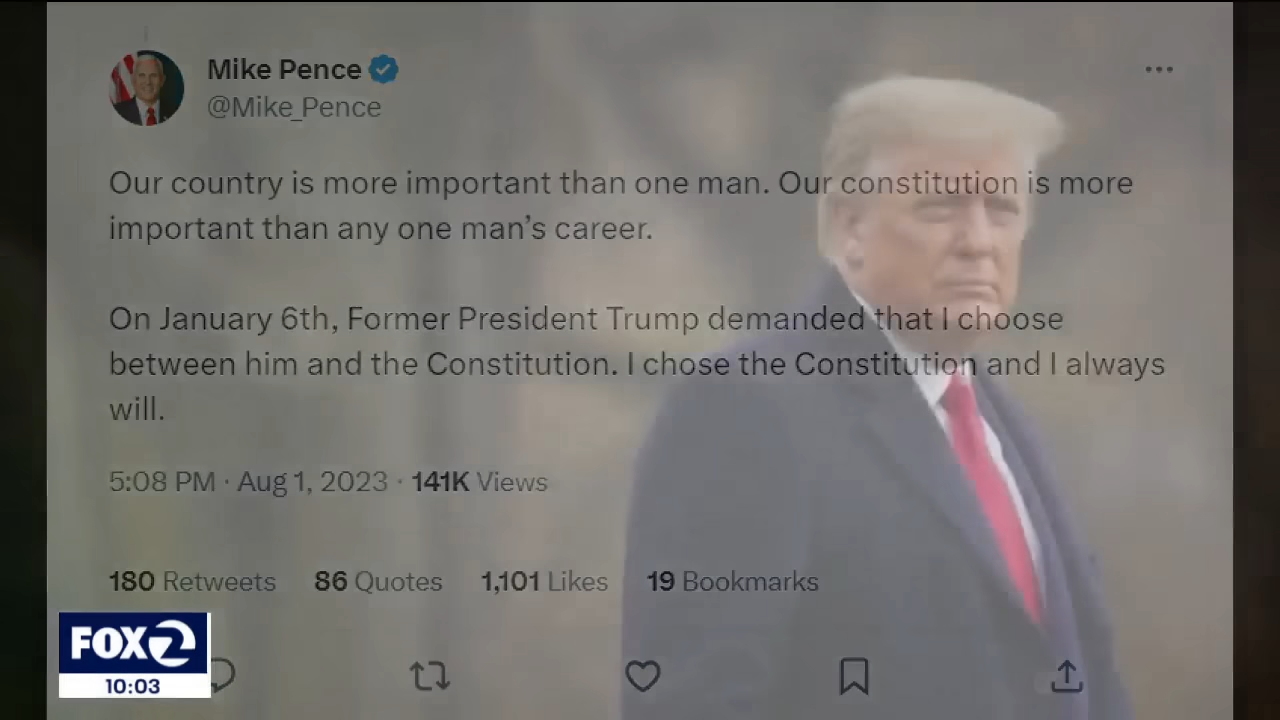 Mike Pence
@Mike_Pence
Our country is more important than one man. Our constitution is more
important than any one man's career.
On January 6th, Former President Trump demanded that I choose
between him and the Constitution. I chose the Constitution and I always
will.
5:08 PM · Aug 1, 2023 · 141K Views
180 Retweets 86 Quotes 1,101 Likes 19 Bookmarks
FOX 2
10:03